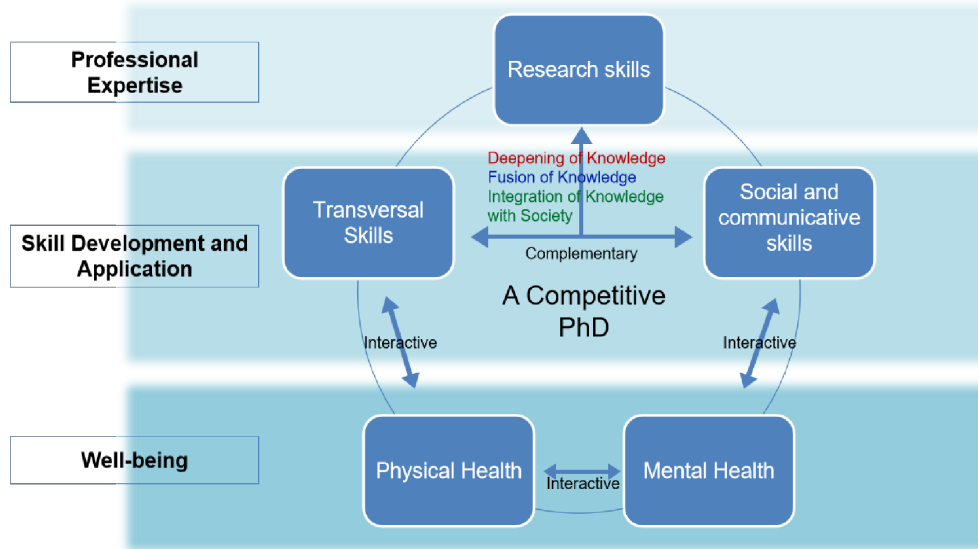 Professional
Expertise
Research skills
Deepening of Knowledge
Fusion of Knowledge
Integration of Knowledge
with Society
Transversal
Skills
Social and
communicative
skills
Skill Development and
Application
Complementary
A Competitive
PhD
Interactive
Interactive
Well-being
Physical Health
Interactive
Mental Health